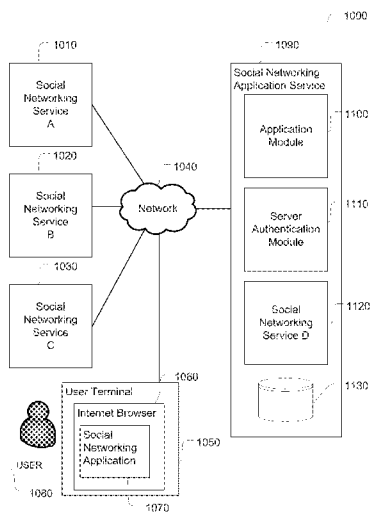 1000
1010
Social
Networking
Service
A
1020
Social
Networking
Service
B
1030
Social
Networking
Service
C
1040
Network
1090
Social Networking
Application Service
1100
Application
Module
1110
Server
Authentication
Module
1120
Social
Networking
Service D
1130
1060
User Terminal
Internet Browser
Social
Networking
Application
1050
USER
1080
1070